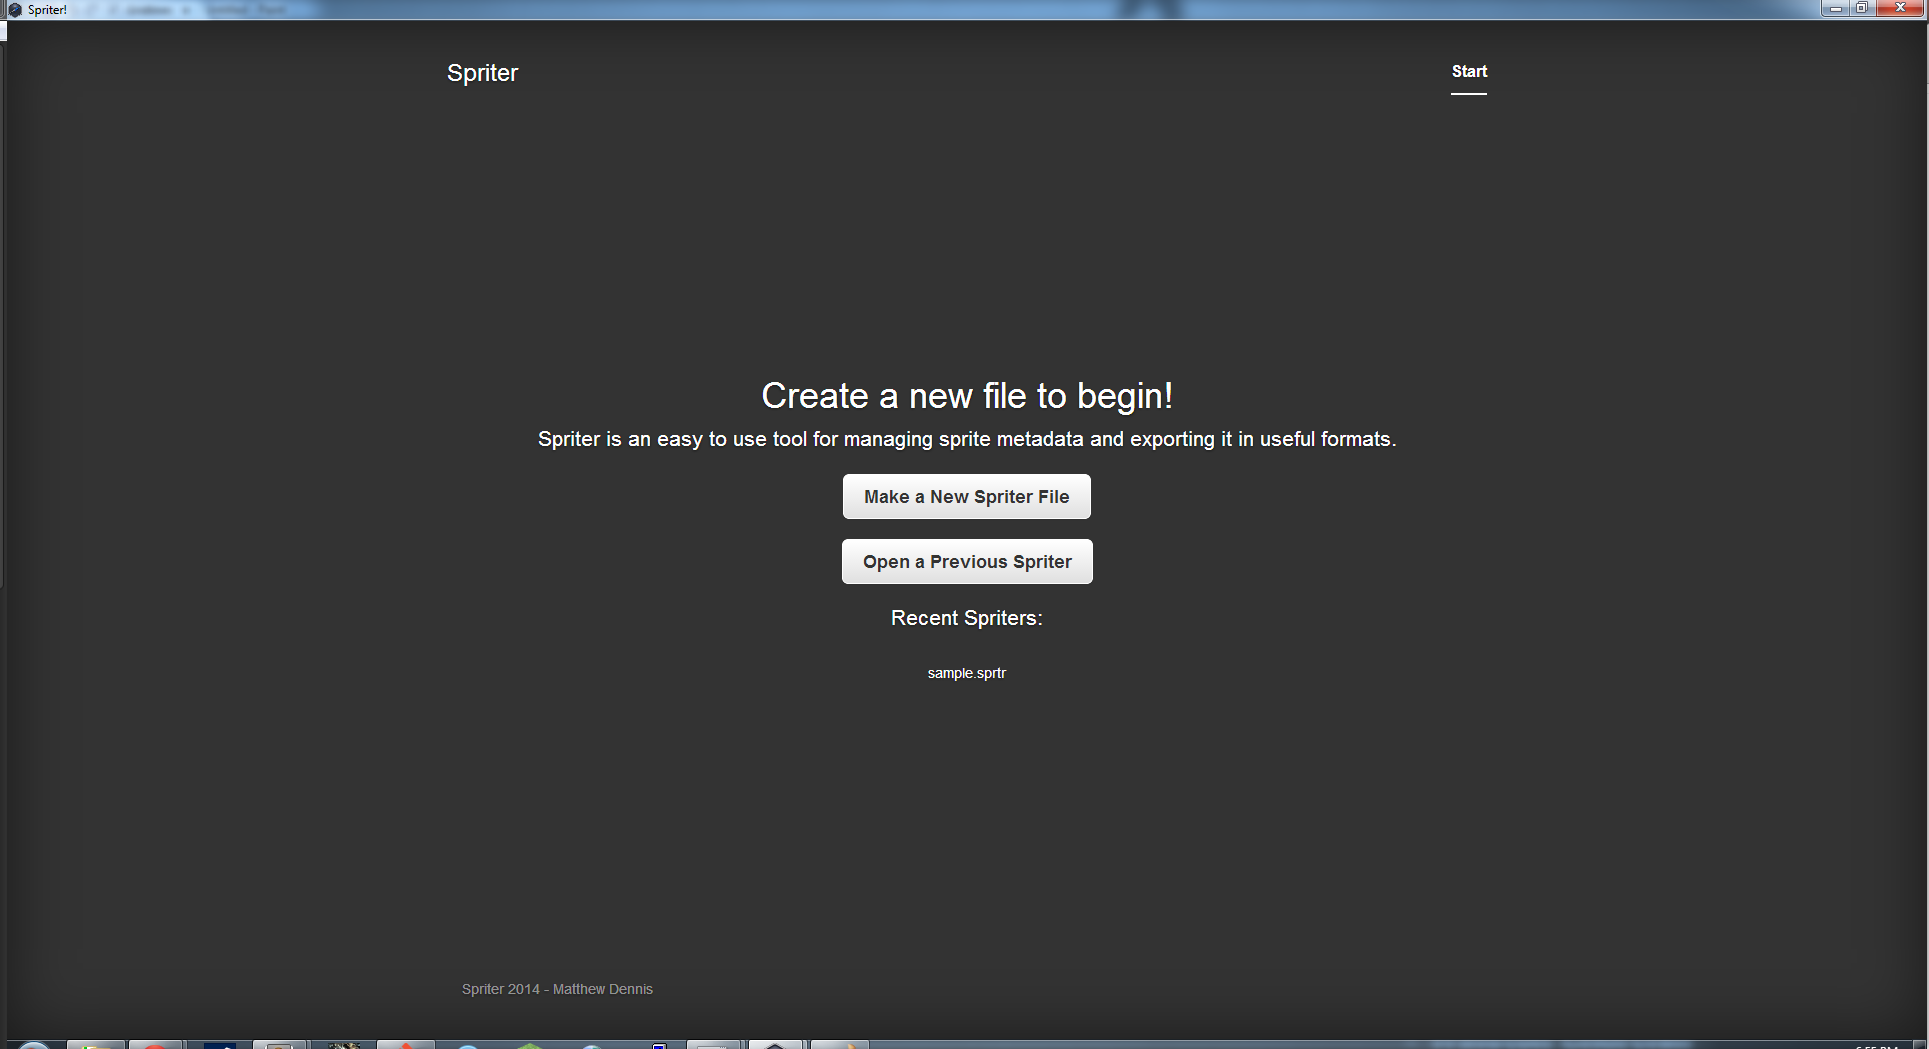 Spriter!
Spriter
Start
Create a new file to begin!
Spriter is an easy to use tool for managing sprite metadata and exporting it in useful formats.
Make a New Spriter File
Open a Previous Spriter
Recent Spriters:
sample.sprtr
Spriter 2014 - Matthew Dennis